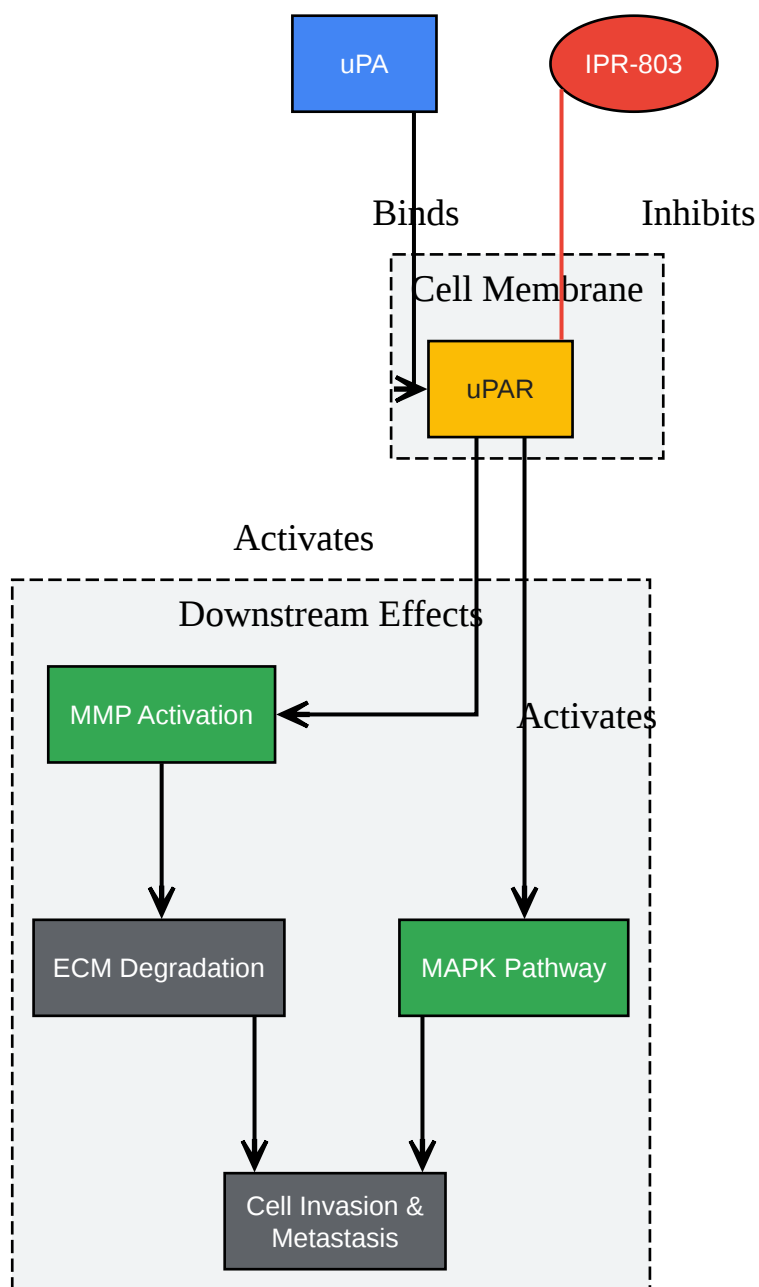 uPA
IPR-803
Binds
Inhibits
Cell Membrane
uPAR
Activates
Downstream Effects
MMP Activation
Activates
ECM Degradation
MAPK Pathway
Cell Invasion &
Metastasis